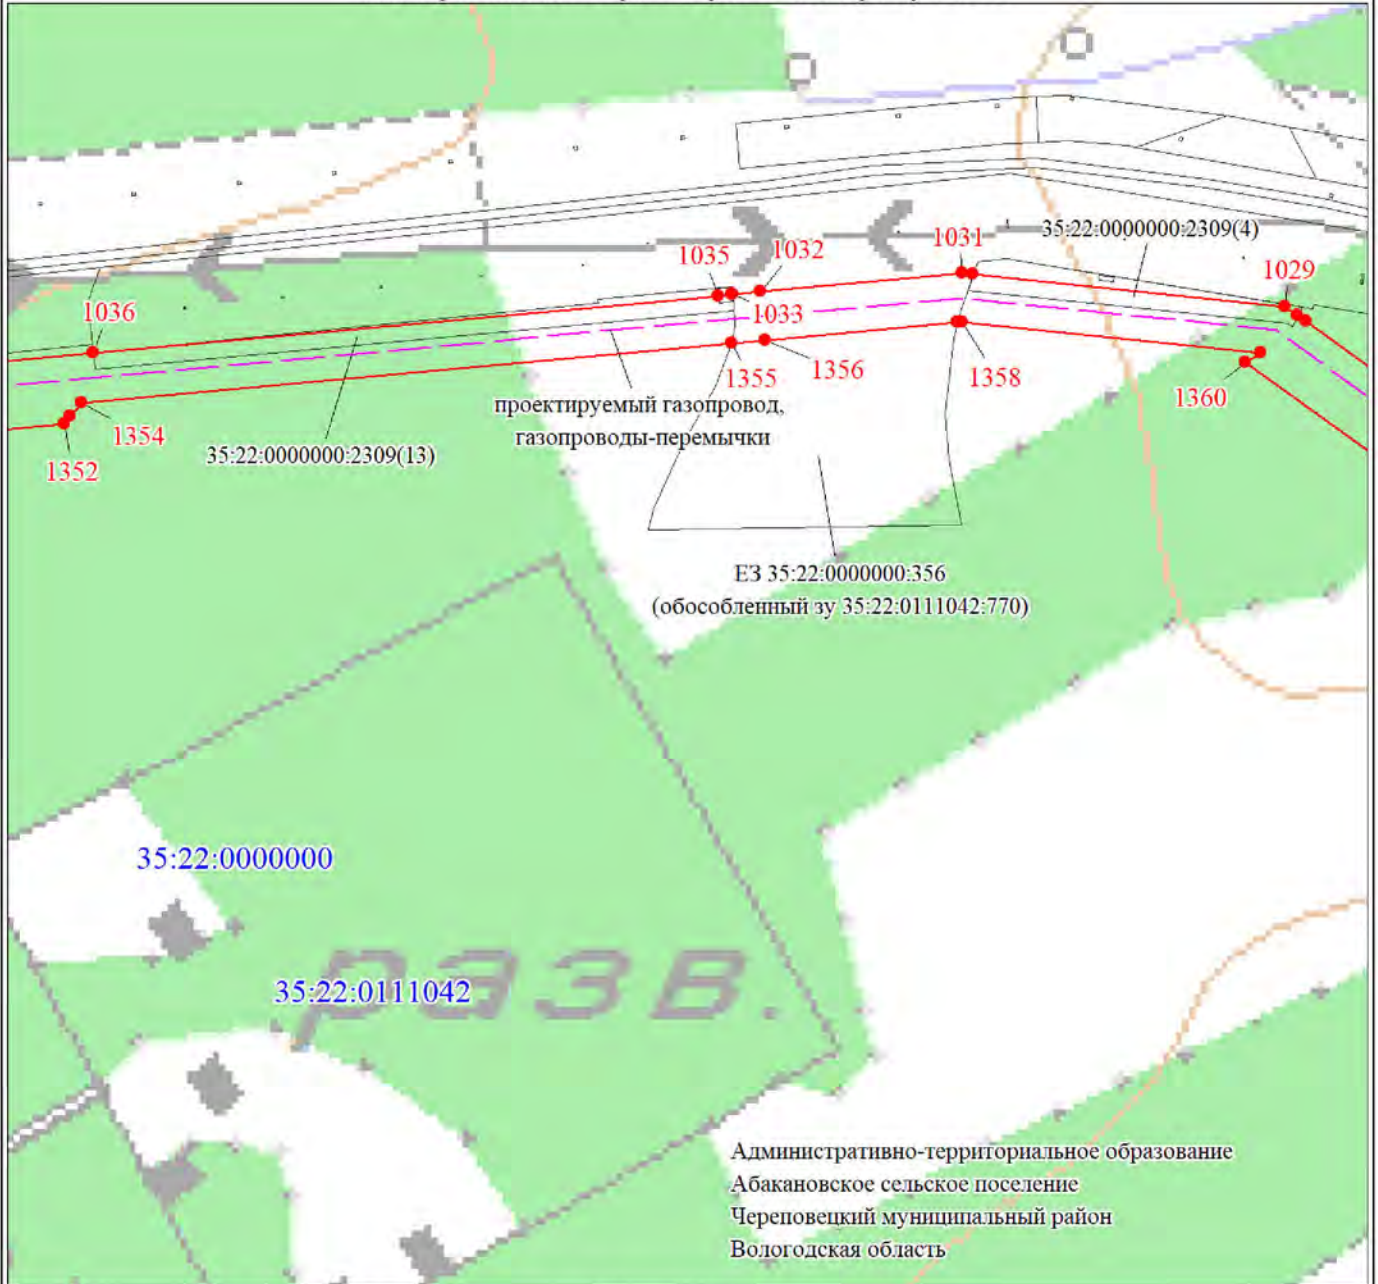 35:22:0000000:2309(4)
1031
1032
1035
1029
1036
1033
1356
1355
1358
1360
проектируемый газопровод,
газопроводы-перемычки
1354
35:22:0000000:2309(13)
1352
ЕЗ 35:22:0000000:356
(обособленный зу 35:22:0111042:770)
35:22:0000000
35:22:0111042
разв.
Административно-территориальное образование
Абакановское сельское поселение
Череповецкий муниципальный район
Вологодская область